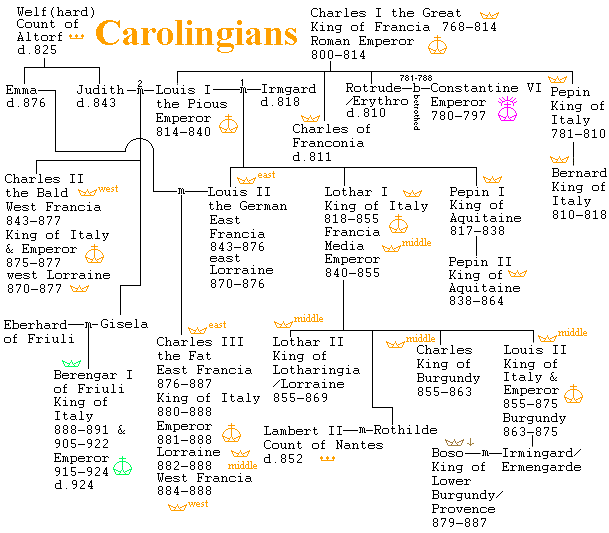 Carolingians
Welf(hard)
Count of
Altorf
d.825
Charles I the Great
King of Francia 768-814
Roman Emperor
800-814
Emma
d.876
Judith
d.843
2
m
Louis I
the Pious
Emperor
814-840
1
m
Irmgard
d.818
Charles of
Franconia
d.811
Rotrude
/Erythro
d.810
781-788
b
betrothed
Constantine VI
Emperor
780-797
Pepin
King of
Italy
781-810
Bernard
King of
Italy
810-818
Charles II
the Bald
west
West Francia
843-877
King of Italy
& Emperor
875-877
west Lorraine
870-877
m
east
Louis II
the German
East
Francia
843-876
east
Lorraine
870-876
Lothar I
King of Italy
818-855
Francia
Media
middle
Emperor
840-855
Pepin I
King of
Aquitaine
817-838
Pepin II
King of
Aquitaine
838-864
Eberhard
of Friuli
m
Gisela
Berengar I
of Friuli
King of
Italy
888-891 &
905-922
Emperor
915-924
d.924
east
Charles III
the Fat
East Francia
876-887
King of Italy
880-888
Emperor
881-888
Lorraine
882-888
middle
West Francia
884-888
west
middle
Lothar II
King of
Lotharingia
/Lorraine
855-869
Lambert II
Count of Nantes
d.852
m
Rothilde
middle
Charles
King of
Burgundy
855-863
middle
Louis II
King of
Italy &
Emperor
855-875
Burgundy
863-875
Boso
King of
Lower
Burgundy/
Provence
879-887
m
Irmingard/
Ermengarde